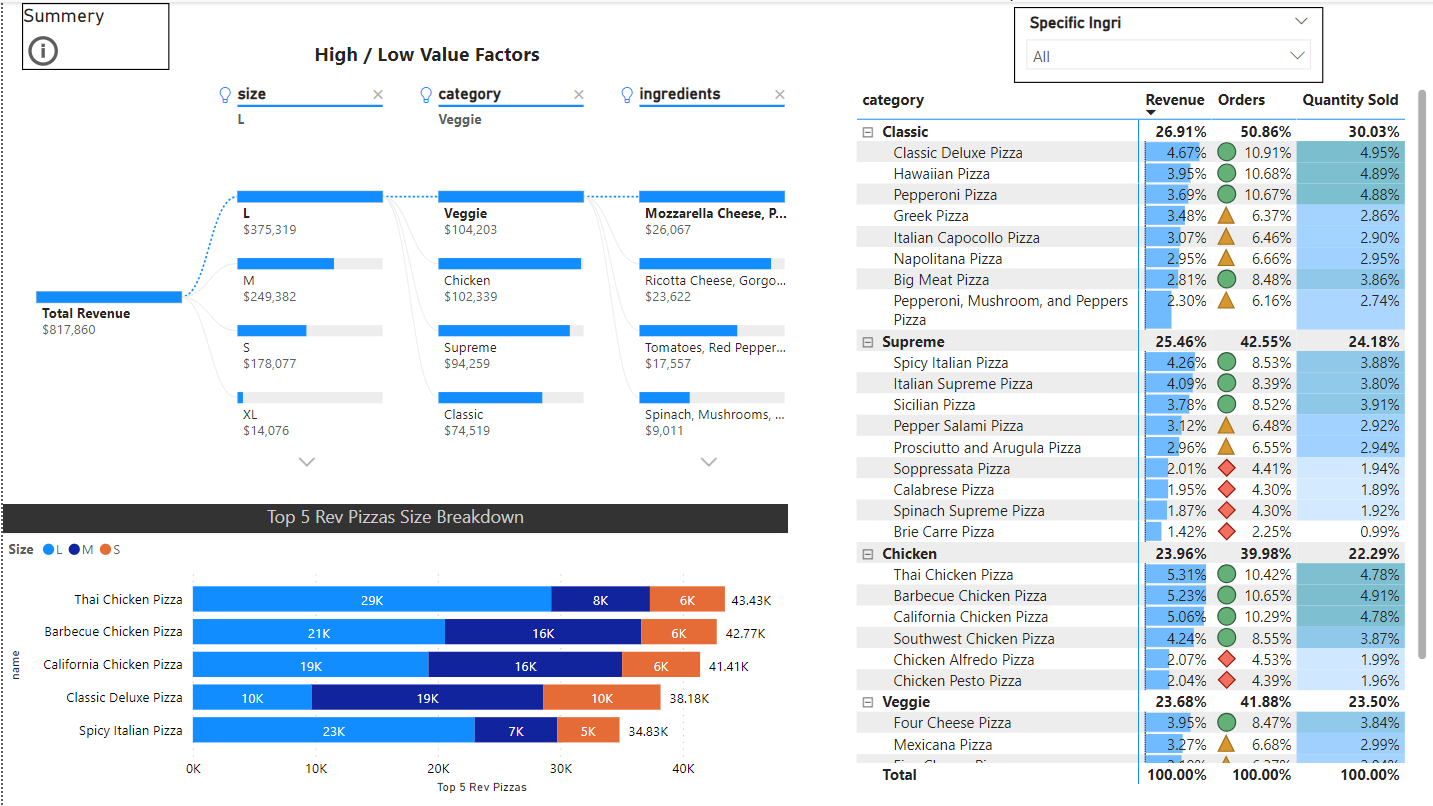 Summery
High / Low Value Factors
size
category
ingredients
L
Veggie
Total Revenue
$817,860
L
$375,319
M
$249,382
S
$178,077
XL
$14,076
Veggie
$104,203
Chicken
$102,339
Supreme
$94,259
Classic
$74,519
Mozzarella Cheese, P...
$26,067
Ricotta Cheese, Gorgo...
$23,622
Tomatoes, Red Pepper...
$17,557
Spinach, Mushrooms, ...
$9,011
Top 5 Rev Pizzas Size Breakdown
Size L M S
name
Thai Chicken Pizza 29K 8K 6K 43.43K
Barbecue Chicken Pizza 21K 16K 6K 42.77K
California Chicken Pizza 19K 16K 6K 41.41K
Classic Deluxe Pizza 10K 19K 10K 38.18K
Spicy Italian Pizza 23K 7K 5K 34.83K
0K 10K 20K 30K 40K
Top 5 Rev Pizzas
Specific Ingri
All
category Revenue Orders Quantity Sold
Classic 26.91% 50.86% 30.03%
Classic Deluxe Pizza 4.67% 10.91% 4.95%
Hawaiian Pizza 3.95% 10.68% 4.89%
Pepperoni Pizza 3.69% 10.67% 4.88%
Greek Pizza 3.48% 6.37% 2.86%
Italian Capocollo Pizza 3.07% 6.46% 2.90%
Napolitana Pizza 2.95% 6.66% 2.95%
Big Meat Pizza 2.81% 8.48% 3.86%
Pepperoni, Mushroom, and Peppers 2.30% 6.16% 2.74%
Pizza
Supreme 25.46% 42.55% 24.18%
Spicy Italian Pizza 4.26% 8.53% 3.88%
Italian Supreme Pizza 4.09% 8.39% 3.80%
Sicilian Pizza 3.78% 8.52% 3.91%
Pepper Salami Pizza 3.12% 6.48% 2.92%
Prosciutto and Arugula Pizza 2.96% 6.55% 2.94%
Soppressata Pizza 2.01% 4.41% 1.94%
Calabrese Pizza 1.95% 4.30% 1.89%
Spinach Supreme Pizza 1.87% 4.30% 1.92%
Brie Carre Pizza 1.42% 2.25% 0.99%
Chicken 23.96% 39.98% 22.29%
Thai Chicken Pizza 5.31% 10.42% 4.78%
Barbecue Chicken Pizza 5.23% 10.65% 4.91%
California Chicken Pizza 5.06% 10.29% 4.78%
Southwest Chicken Pizza 4.24% 8.55% 3.87%
Chicken Alfredo Pizza 2.07% 4.53% 1.99%
Chicken Pesto Pizza 2.04% 4.39% 1.96%
Veggie 23.68% 41.88% 23.50%
Four Cheese Pizza 3.95% 8.47% 3.84%
Mexicana Pizza 3.27% 6.68% 2.99%
Total 100.00% 100.00% 100.00%